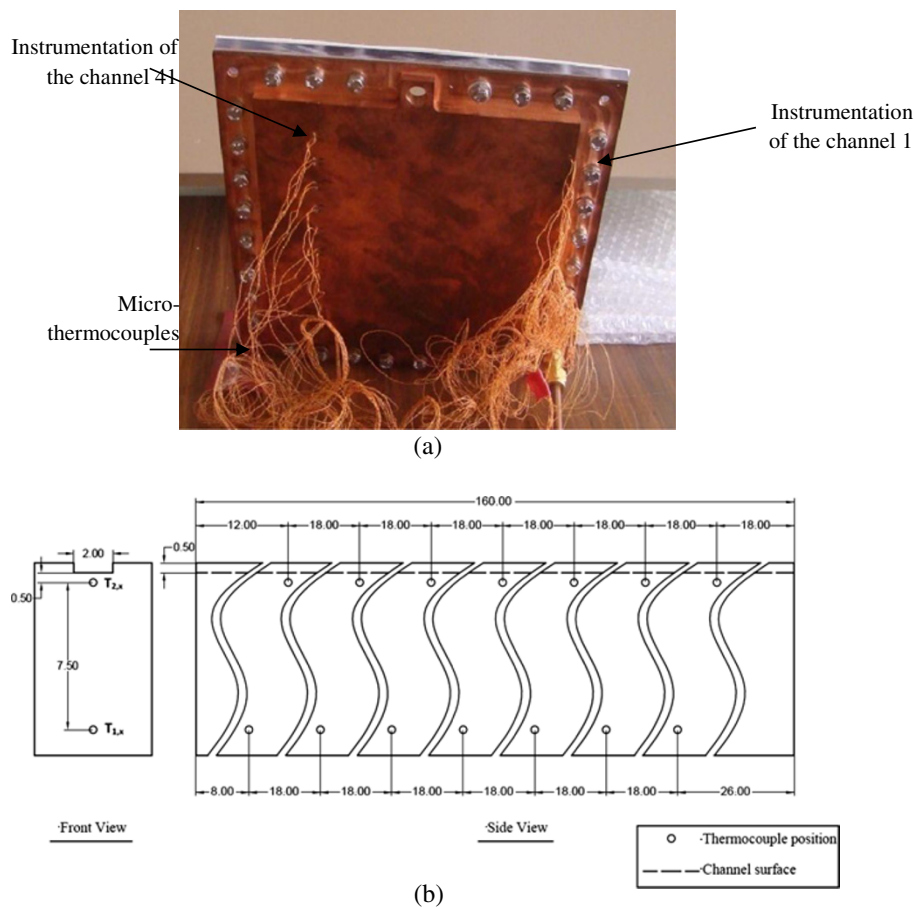 Instrumentation of
the channel 41
Instrumentation
of the channel 1
Micro-
thermocouples
(a)
160.00
12.00 18.00 18.00 18.00 18.00 18.00 18.00 18.00
0.50
2.00
0.50
T2,x
7.50
T1,x
8.00 18.00 18.00 18.00 18.00 18.00 18.00 26.00
Front View
Side View
Thermocouple position
Channel surface
(b)